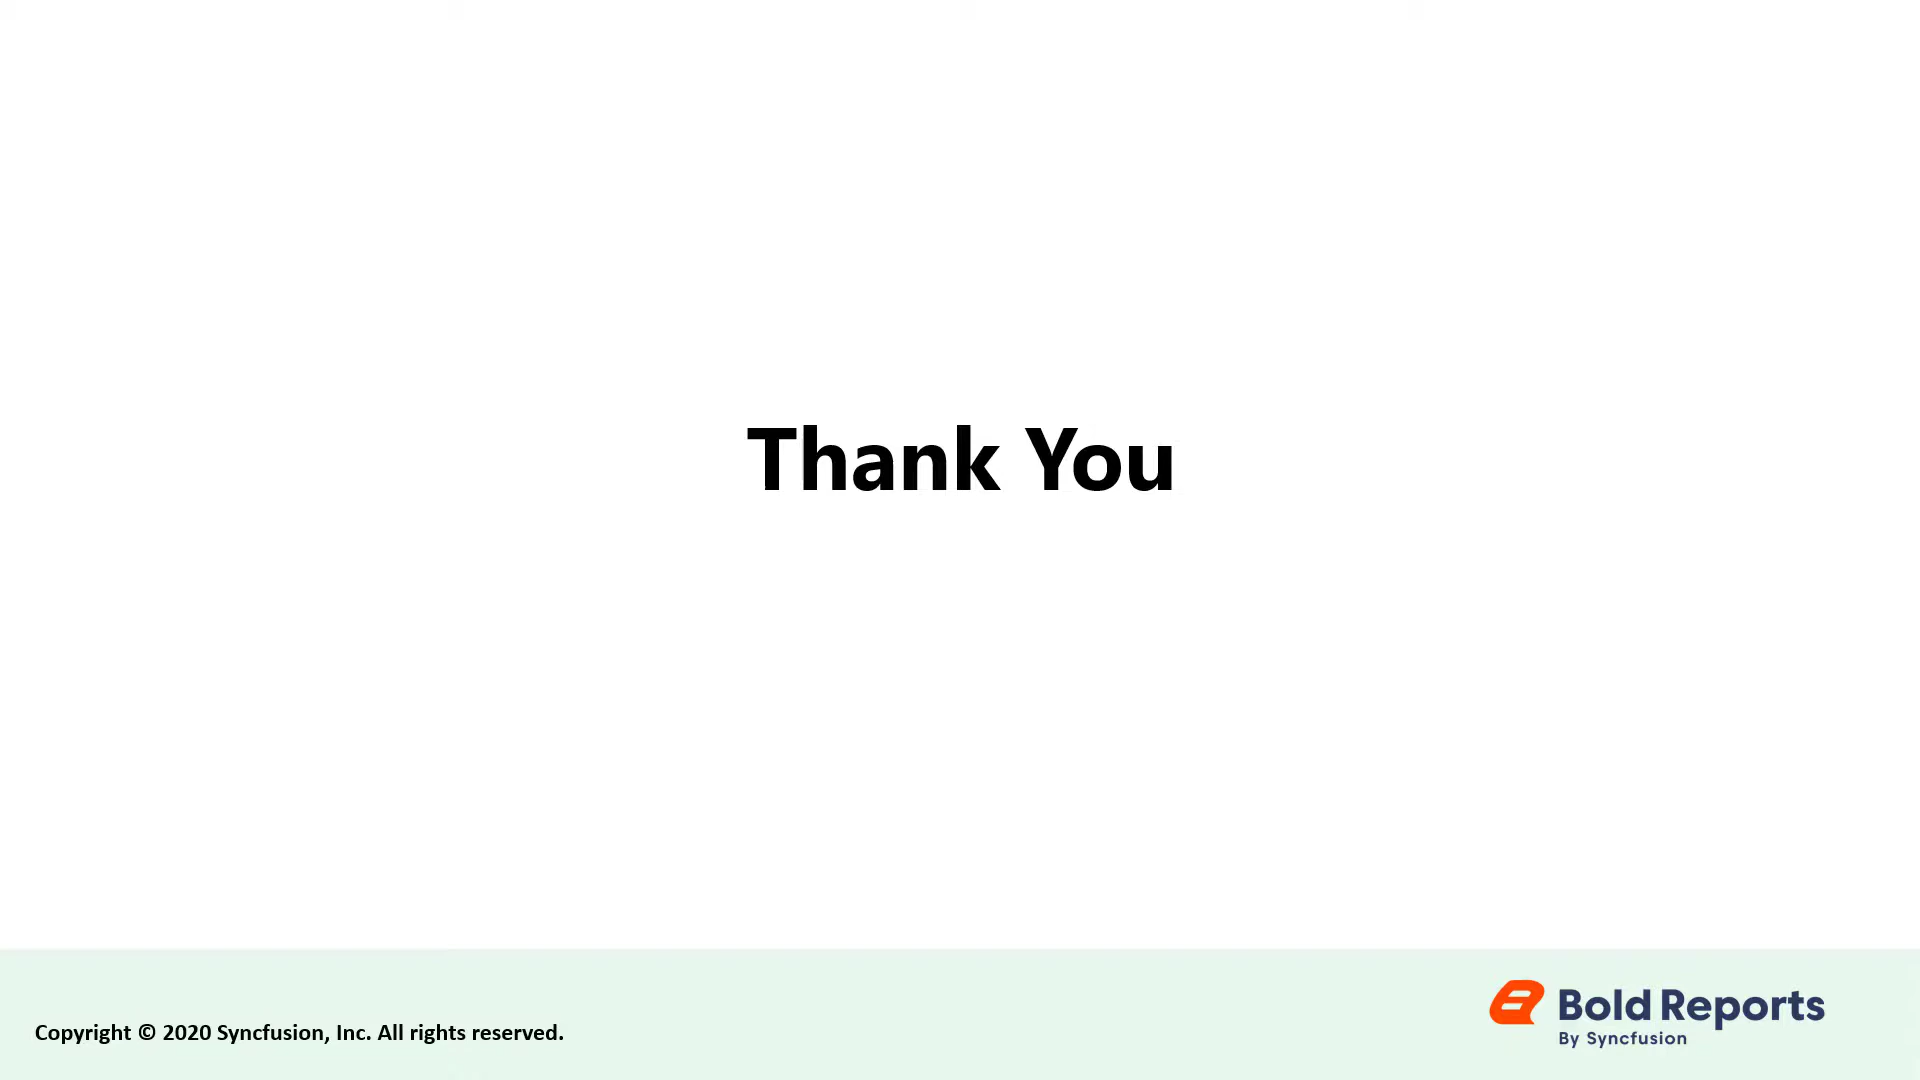 Thank You
Copyright © 2020 Syncfusion, Inc. All rights reserved.
Bold Reports
By Syncfusion